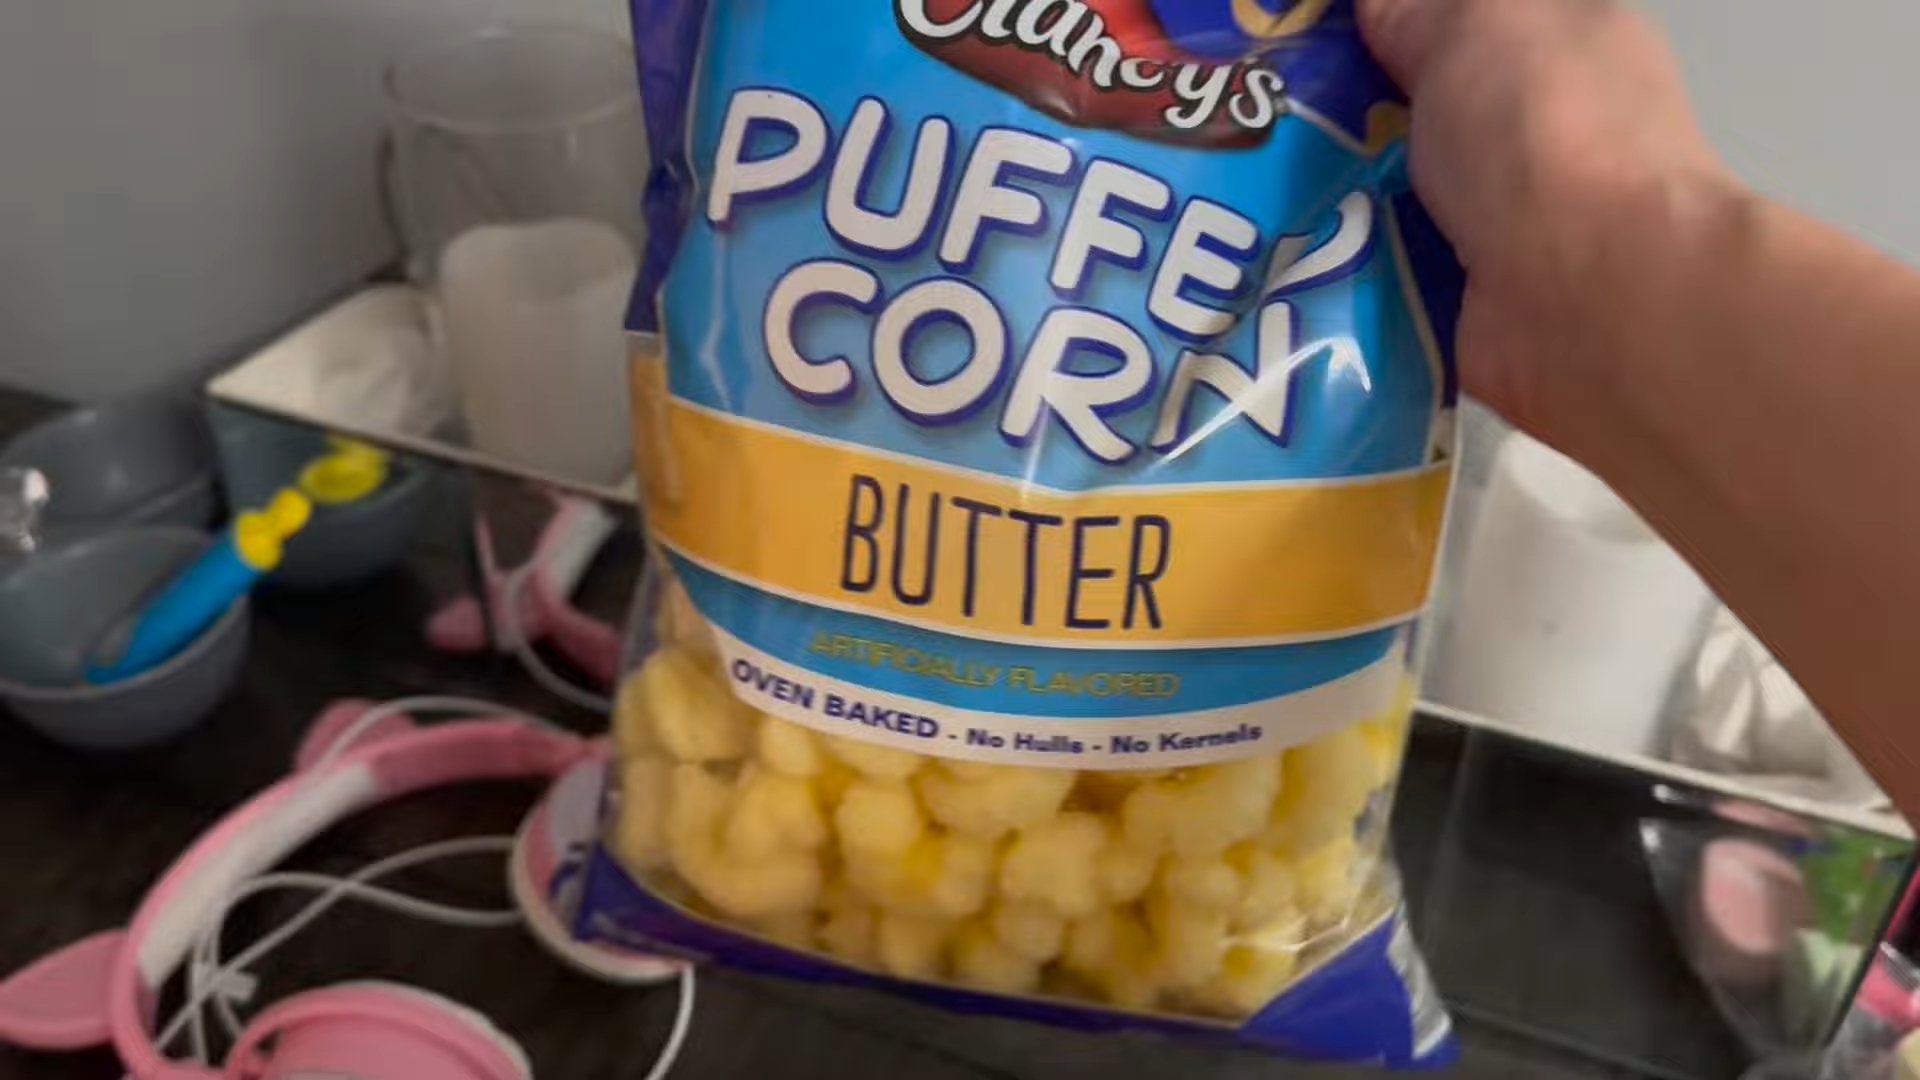 Clancy's
PUFFED
CORN
BUTTER
ARTIFICIALLY FLAVORED
OVEN BAKED - No Hulls - No Kernels